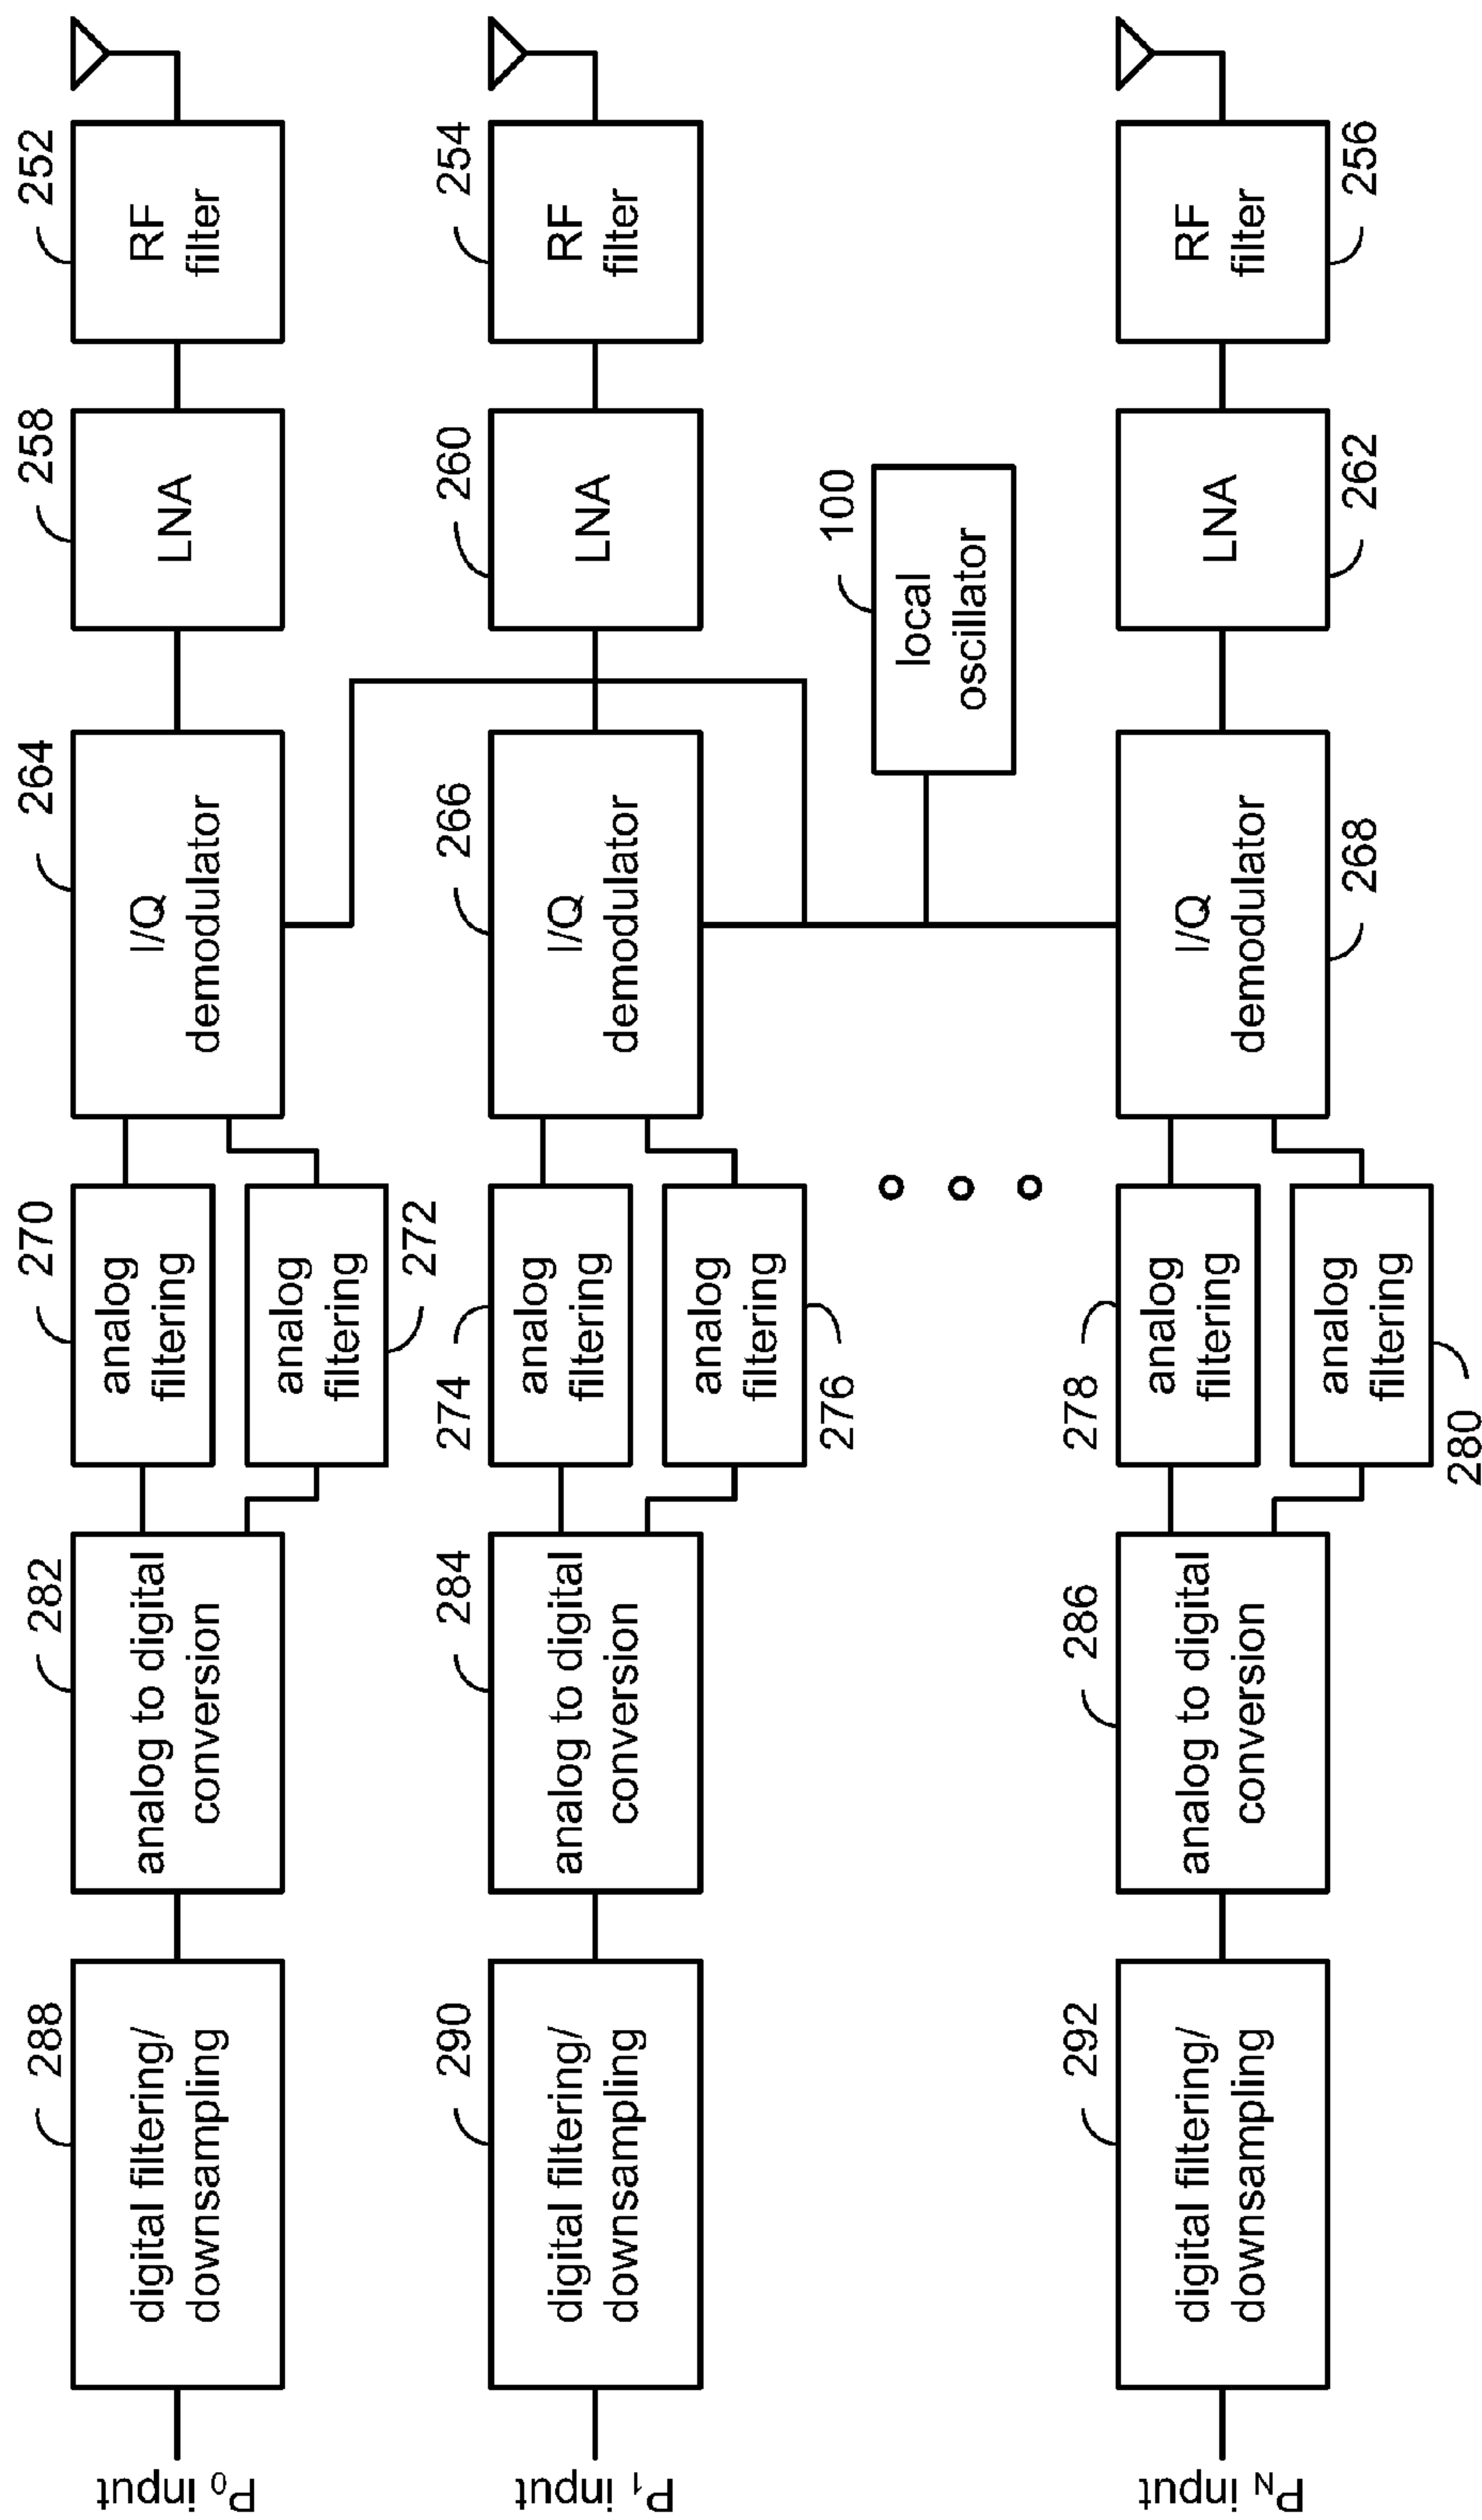 252
RF
filter
258
LNA
264
I/Q
demodulator
270
analog
filtering
analog
filtering
272
282
analog to digital
conversion
288
digital filtering/
downsampling
P0 input
254
RF
filter
260
LNA
266
I/Q
demodulator
274
analog
filtering
analog
filtering
276
284
analog to digital
conversion
290
digital filtering/
downsampling
P1 input
100
local
oscillator
256
RF
filter
262
LNA
268
I/Q
demodulator
278
analog
filtering
analog
filtering
280
286
analog to digital
conversion
292
digital filtering/
downsampling
PN input